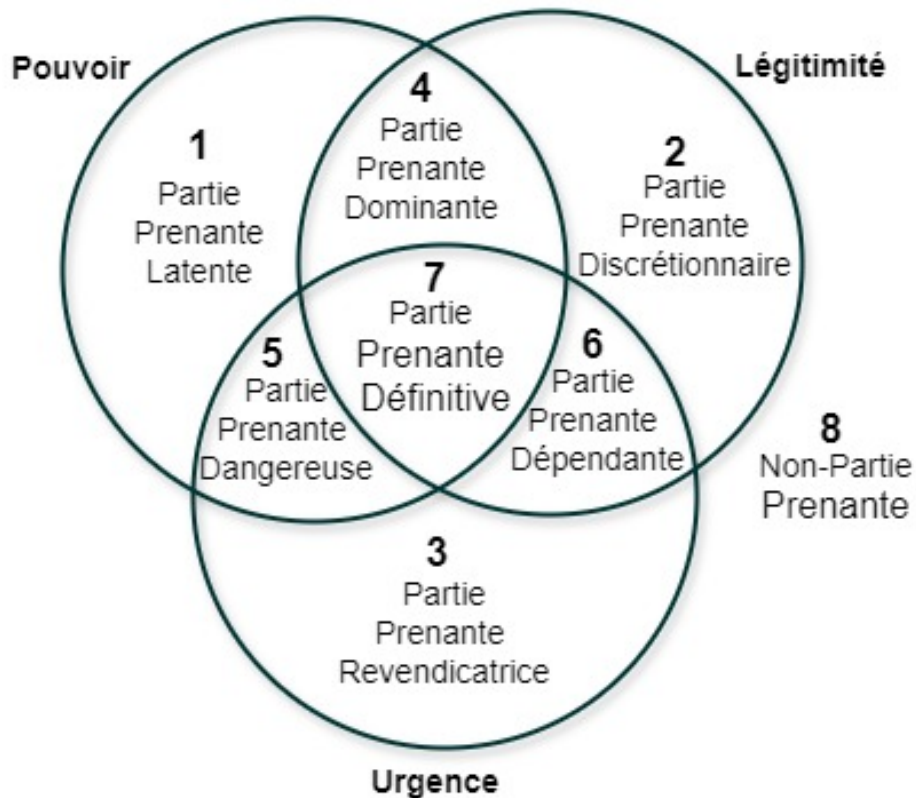 Pouvoir
Légitimité
1
Partie
Prenante
Latente
4
Partie
Prenante
Dominante
2
Partie
Prenante
Discrétionnaire
7
Partie
Prenante
Définitive
5
Partie
Prenante
Dangereuse
6
Partie
Prenante
Dépendante
8
Non-Partie
Prenante
3
Partie
Prenante
Revendicatrice
Urgence